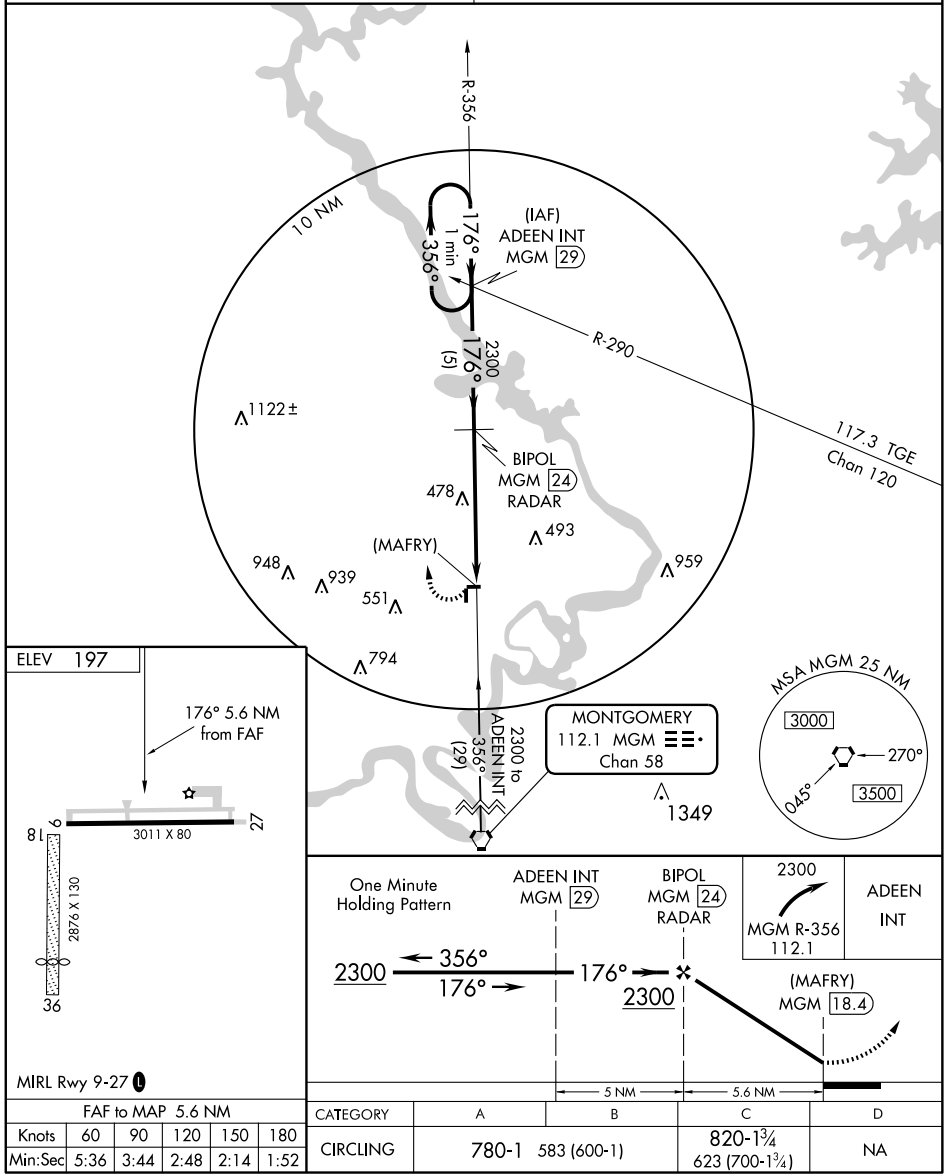 R-356
10 NM
176°
1 min
356°
(IAF)
ADEEN INT
MGM 29
R-290
2300
176°
(5)
117.3 TGE
Chan 120
1122 ±
BIPOL
MGM 24
RADAR
478
493
(MAFRY)
948
939
551
959
794
2300 to
ADEEN INT
356°
(29)
MONTGOMERY
112.1 MGM
Chan 58
1349
MSA MGM 25 NM
3000
270°
045°
3500
ELEV 197
176° 5.6 NM
from FAF
18
9
27
3011 X 80
2876 X 130
36
MIRL Rwy 9-27 L
FAF to MAP 5.6 NM
Knots 60 90 120 150 180
Min:Sec 5:36 3:44 2:48 2:14 1:52
One Minute
Holding Pattern
ADEEN INT
MGM 29
BIPOL
MGM 24
RADAR
2300
MGM R-356
112.1
ADEEN
INT
2300
356°
176°
176°
2300
(MAFRY)
MGM 18.4
5 NM
5.6 NM
CATEGORY A B C D
CIRCLING 780-1 583 (600-1) 820-1¾ 623 (700-1¾) NA